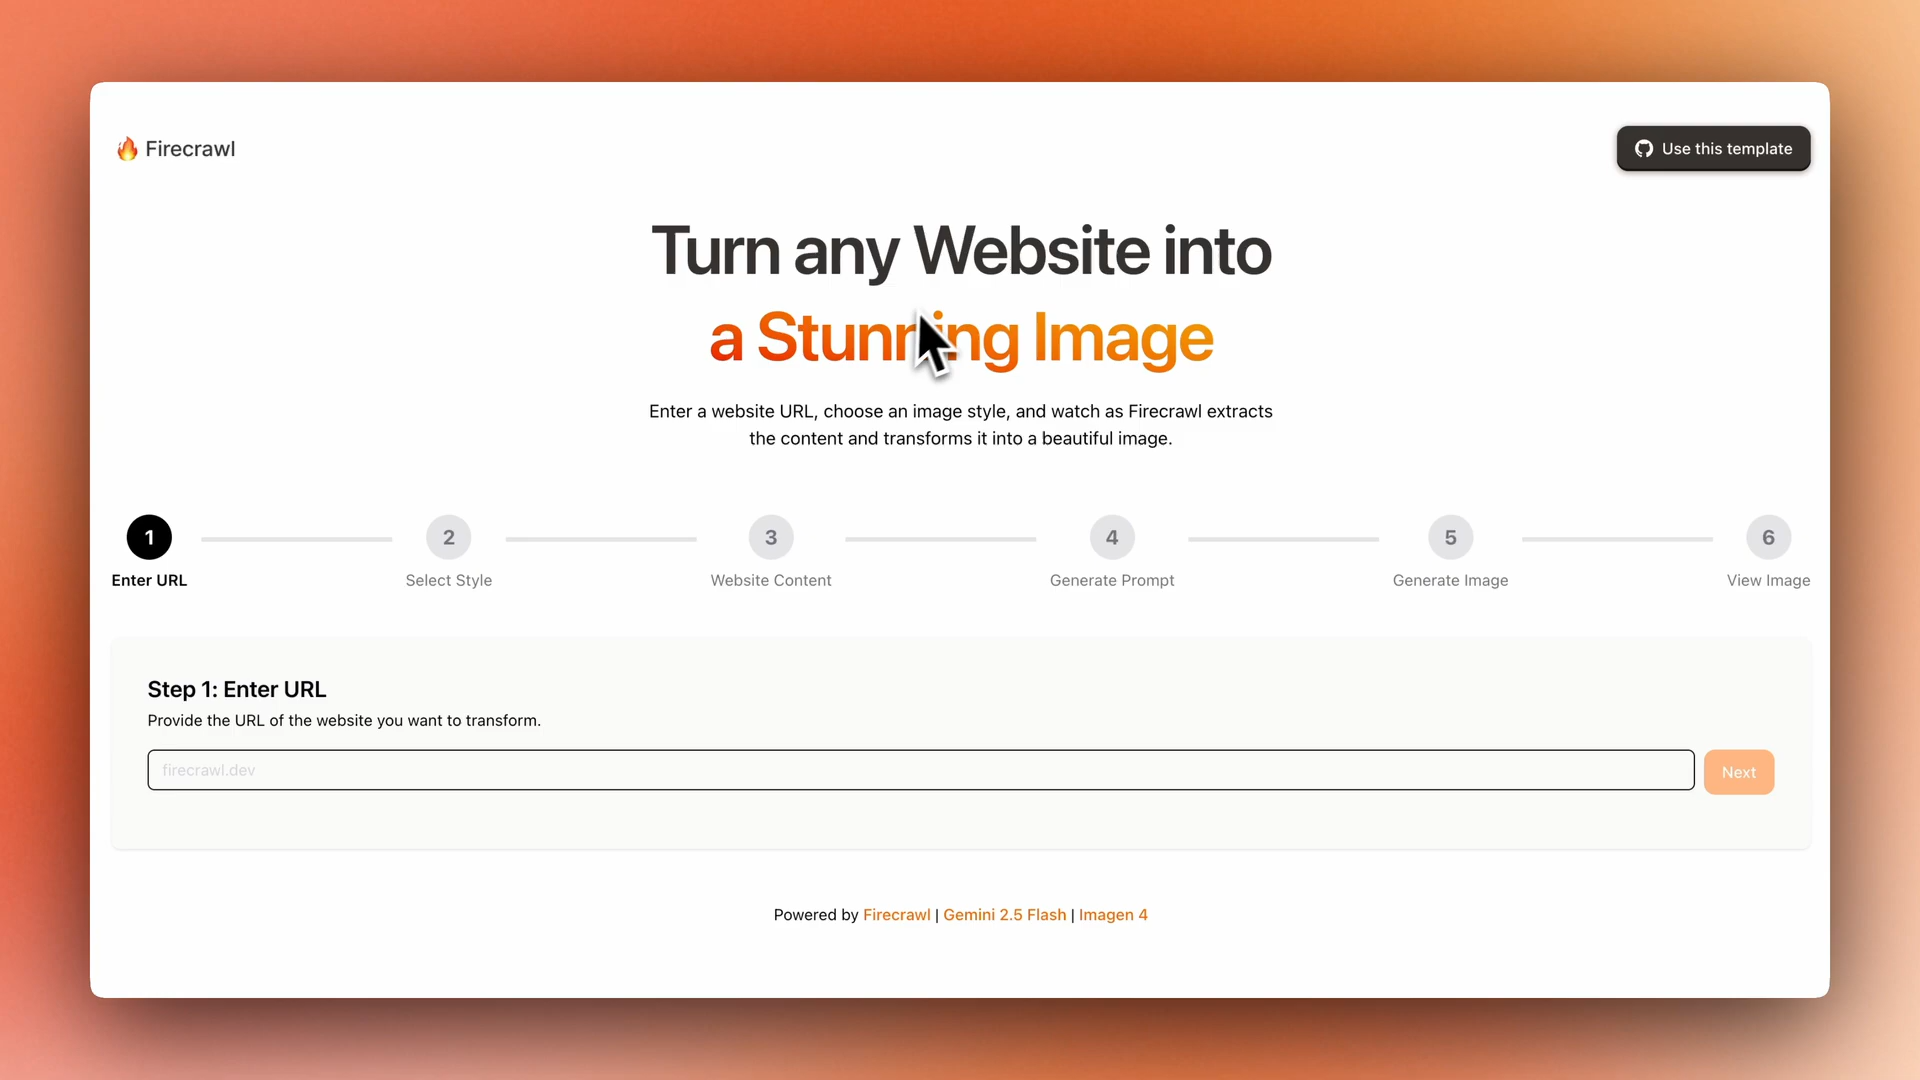 Firecrawl
Use this template
Turn any Website into
a Stunning Image
Enter a website URL, choose an image style, and watch as Firecrawl extracts
the content and transforms it into a beautiful image.
1
2
3
4
5
6
Enter URL
Select Style
Website Content
Generate Prompt
Generate Image
View Image
Step 1: Enter URL
Provide the URL of the website you want to transform.
firecrawl.dev
Next
Powered by Firecrawl | Gemini 2.5 Flash | Imagen 4